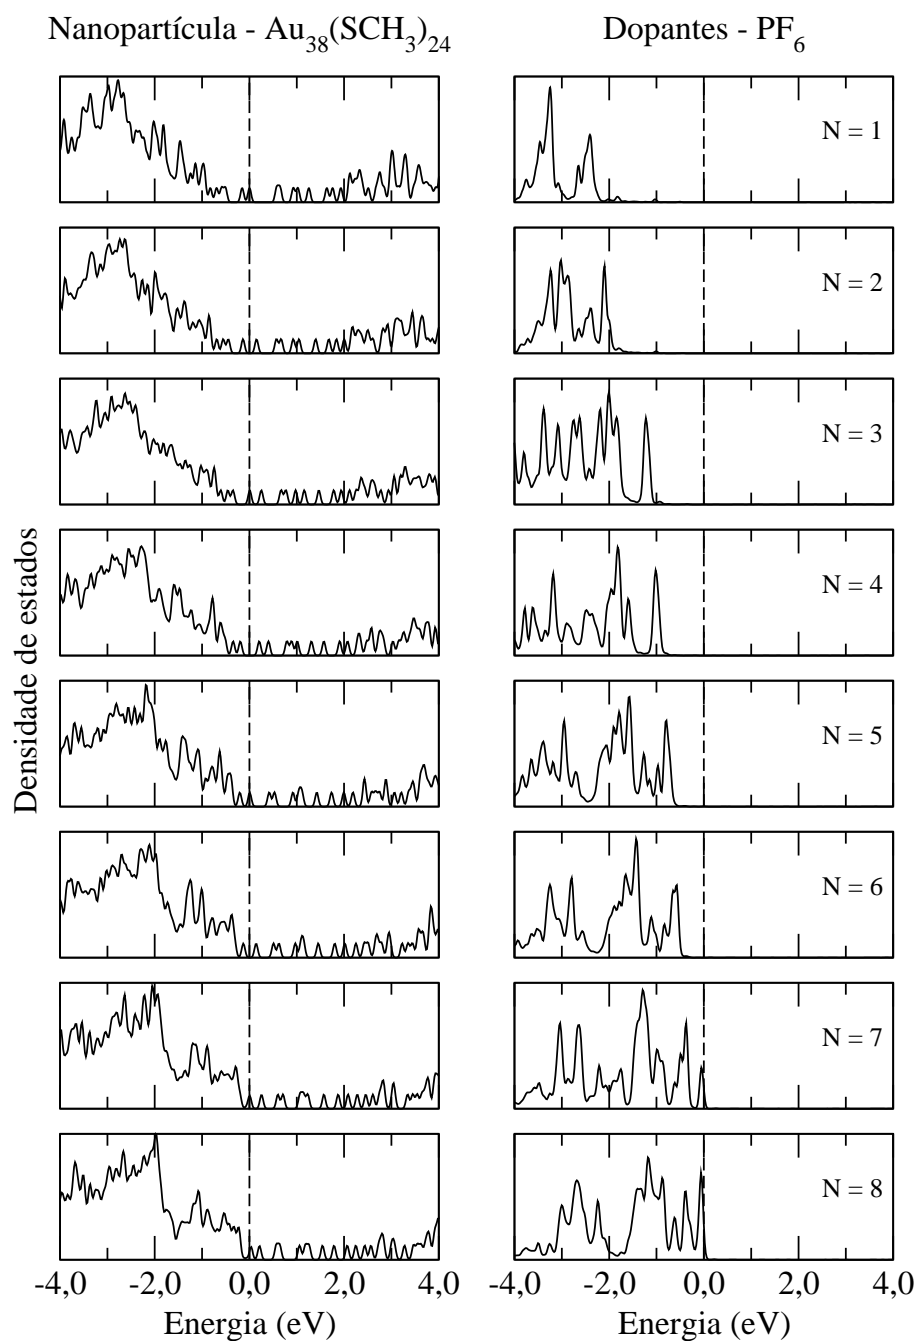 Nanopartícula - Au38(SCH3)24
Dopantes - PF6
N = 1
N = 2
N = 3
N = 4
N = 5
N = 6
N = 7
N = 8
Densidade de estados
-4,0 -2,0 0,0 2,0 4,0
-4,0 -2,0 0,0 2,0 4,0
Energia (eV)
Energia (eV)